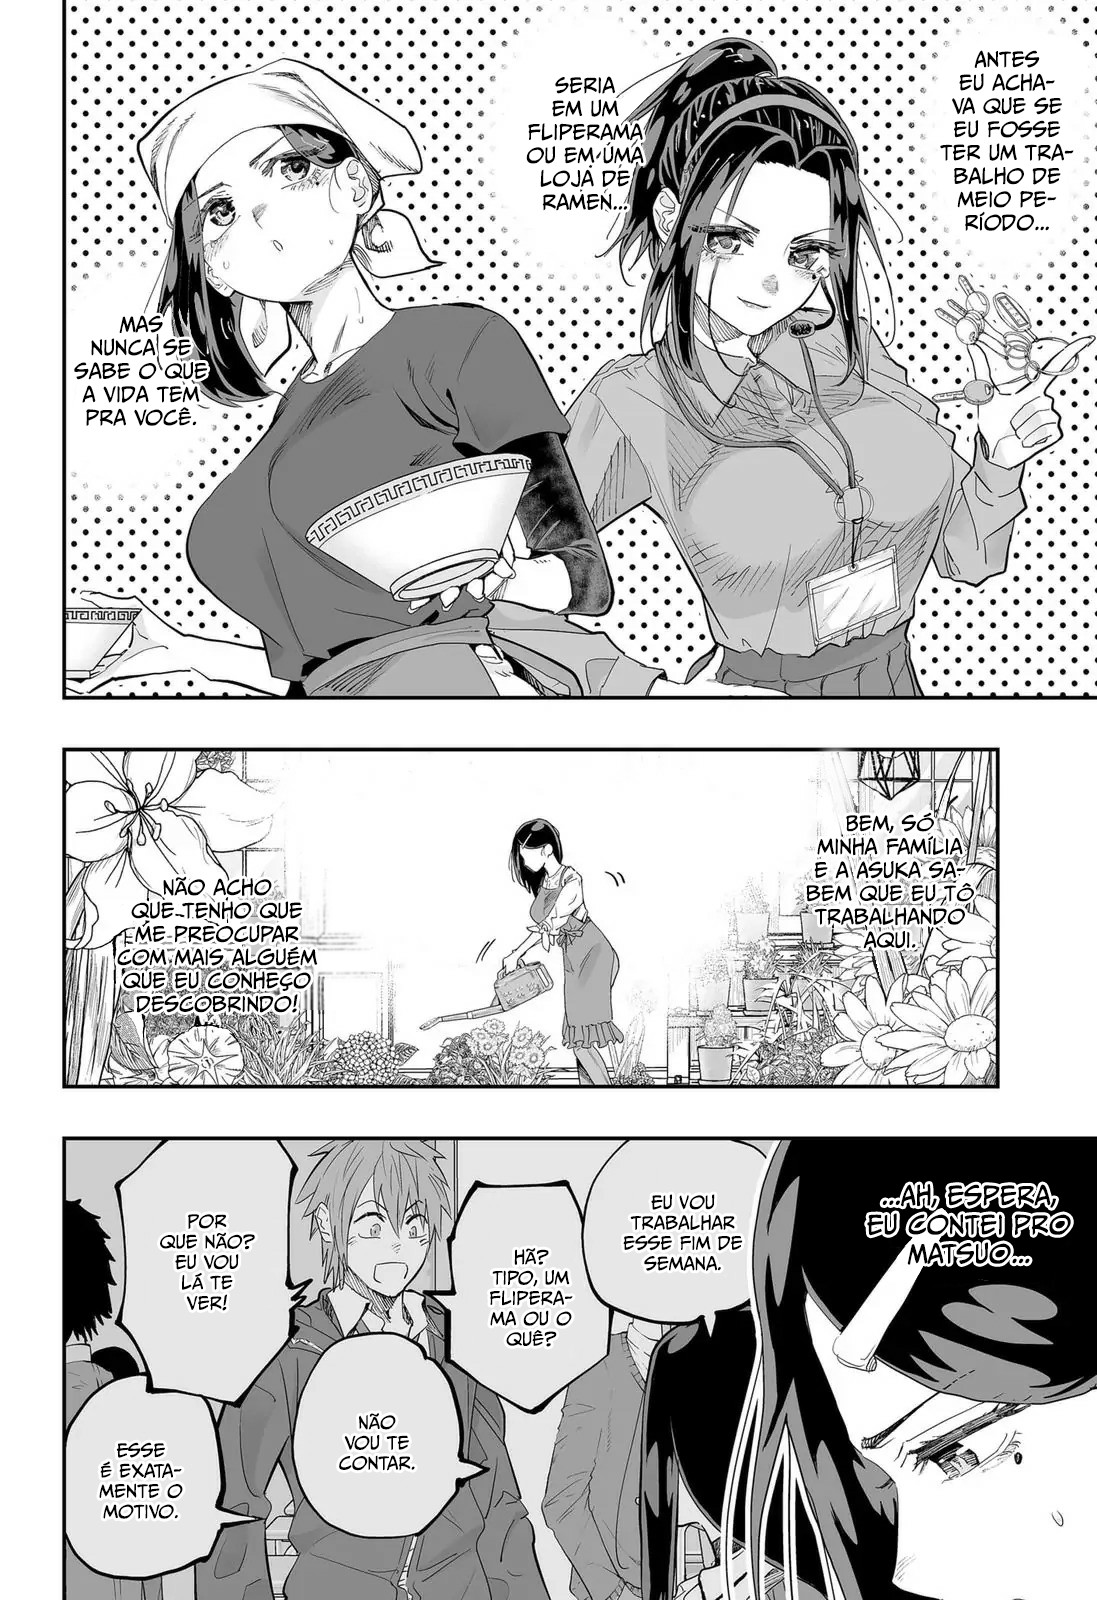 ANTES
EU ACHA-
VA QUE SE
EU FOSSE
TER UM TRA-
BALHO DE
MEIO PE-
RÍODO...
SERIA
EM UM
FLIPERAMA
OU EM UMA
LOJA DE
RAMEN...
MAS
NUNCA SE
SABE O QUE
A VIDA TEM
PRA VOCÊ.
BEM, SÓ
MINHA FAMÍLIA
E A ASUKA SA-
BEM QUE EU TÔ
TRABALHANDO
AQUI.
NÃO ACHO
QUE TENHO QUE
ME PREOCUPAR
COM MAIS ALGUÉM
QUE EU CONHEÇO
DESCOBRINDO!
...AH, ESPERA,
EU CONTEI PRO
MATSUO...
EU VOU
TRABALHAR
ESSE FIM DE
SEMANA.
HÃ?
TIPO, UM
FLIPERA-
MA OU O
QUÊ?
NÃO
VOU TE
CONTAR.
POR
QUE NÃO?
EU VOU
LÁ TE
VER!
ESSE
É EXATA-
MENTE O
MOTIVO.